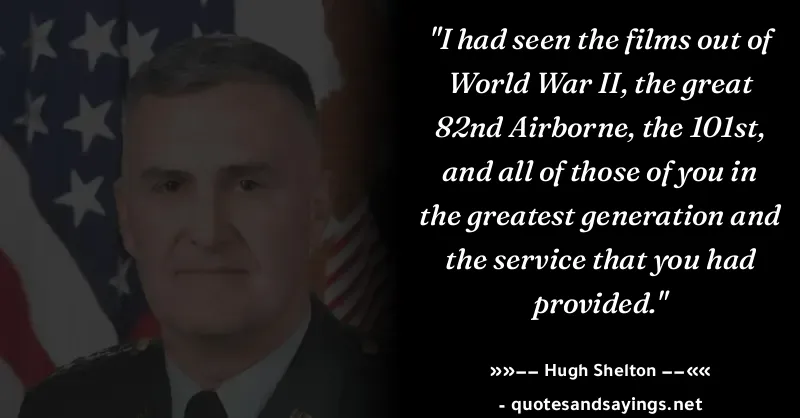 "I had seen the films out of
World War II, the great
82nd Airborne, the 101st,
and all of those of you in
the greatest generation and
the service that you had
provided."
»»−− Hugh Shelton −−««
- quotesandsayings.net